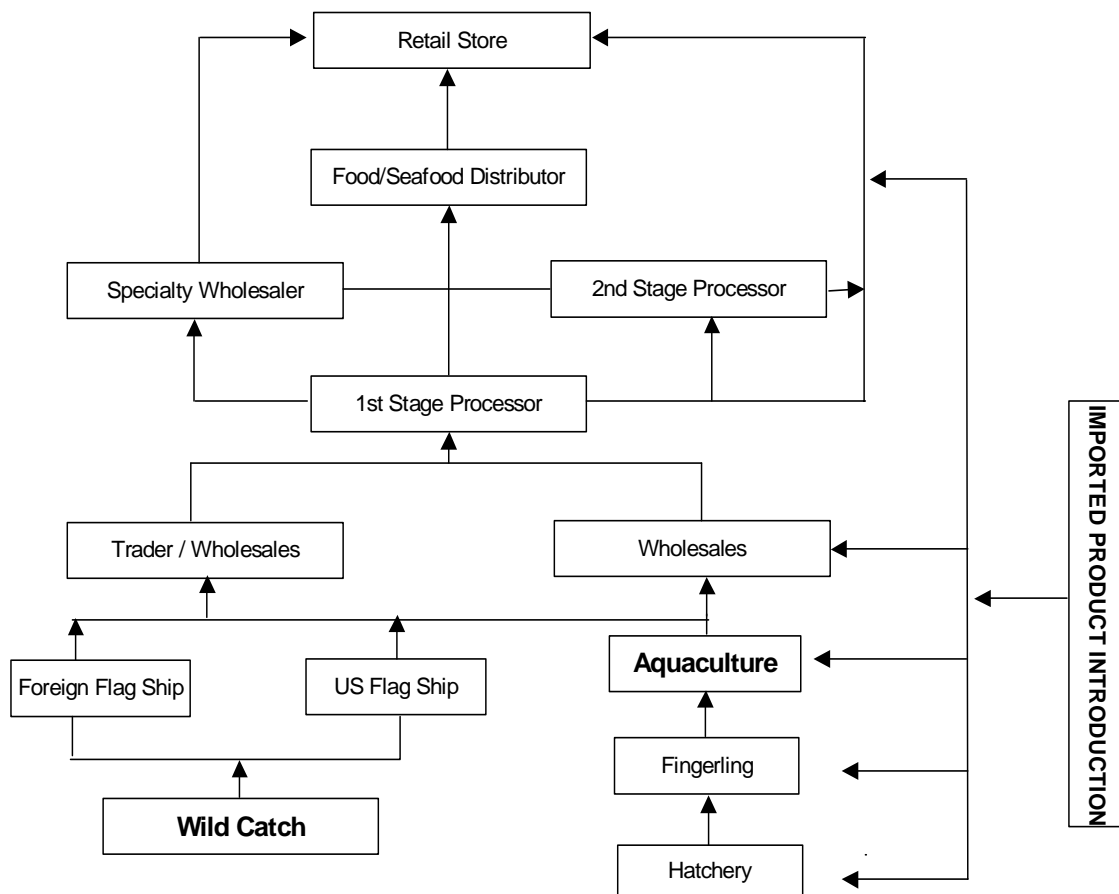 Retail Store
Food/Seafood Distributor
Specialty Wholesaler
2nd Stage Processor
1st Stage Processor
IMPORTED PRODUCT INTRODUCTION
Trader / Wholesales
Wholesales
Foreign Flag Ship
US Flag Ship
Aquaculture
Fingerling
Wild Catch
Hatchery